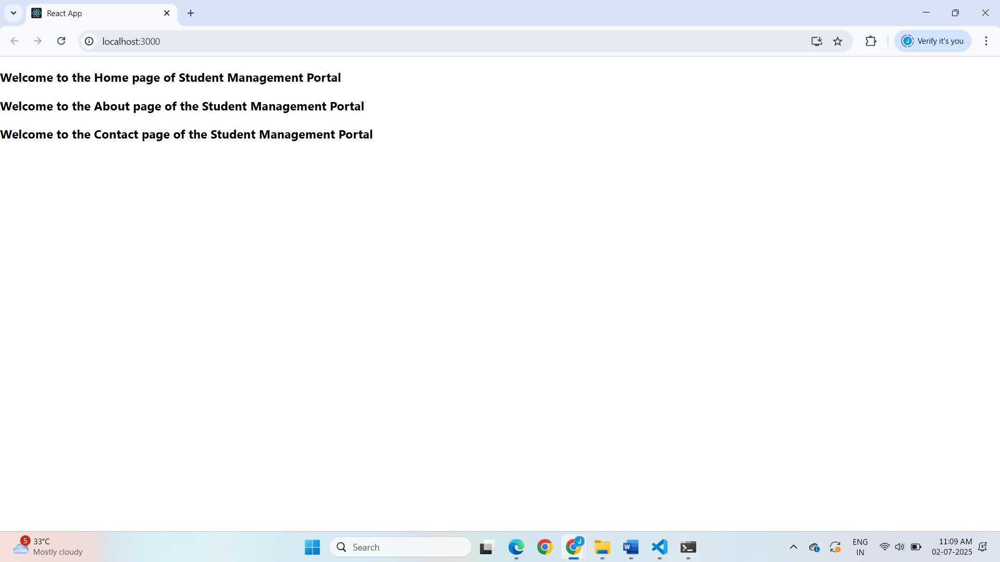 React App
localhost:3000
Verify it's you
Welcome to the Home page of Student Management Portal
Welcome to the About page of the Student Management Portal
Welcome to the Contact page of the Student Management Portal
5
33°C
Mostly cloudy
Search
J
W
ENG
IN
11:09 AM
02-07-2025